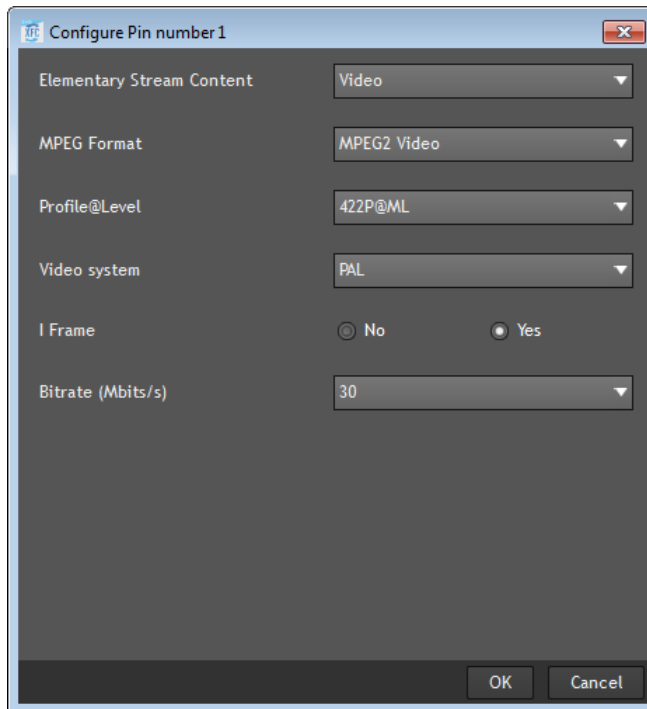 XFC Configure Pin number 1
Elementary Stream Content Video
MPEG Format MPEG2 Video
Profile@Level 422P@ML
Video system PAL
I Frame No Yes
Bitrate (Mbits/s) 30
OK Cancel